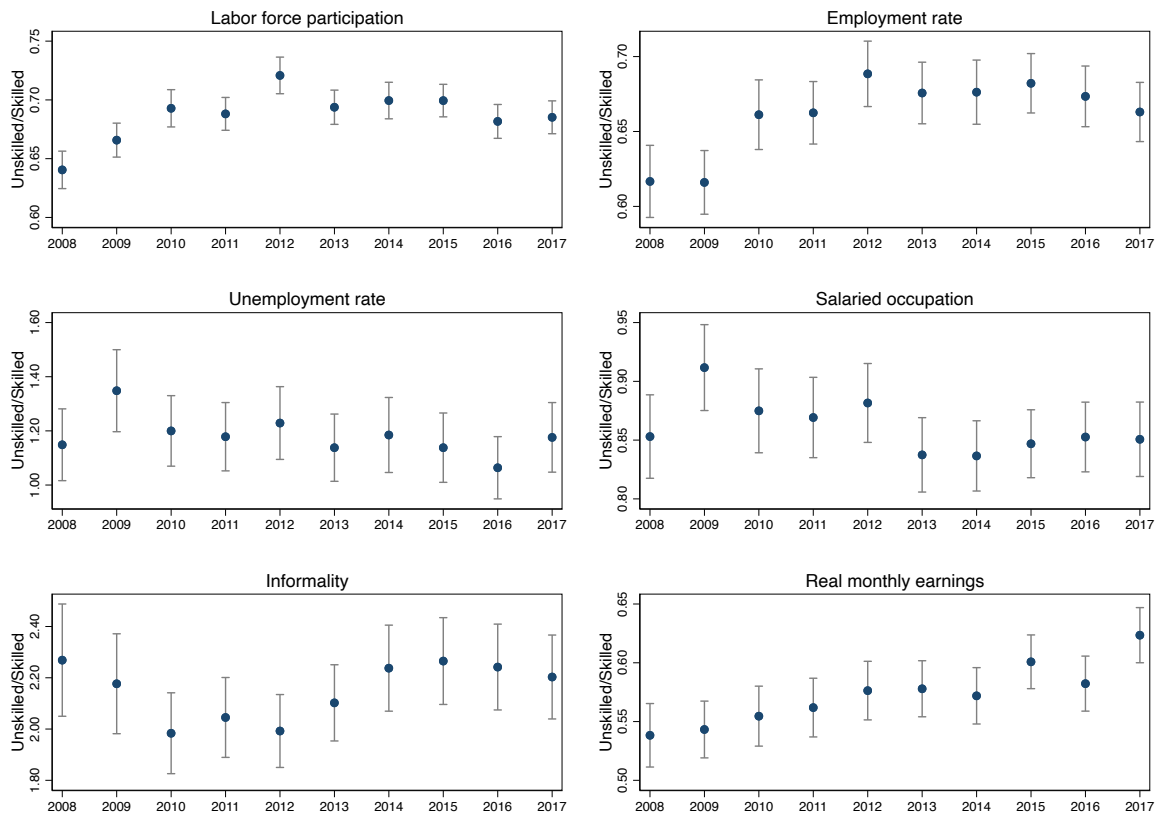 Labor force participation
Unskilled/Skilled
0.75
0.70
0.65
0.60
2008 2009 2010 2011 2012 2013 2014 2015 2016 2017
Employment rate
Unskilled/Skilled
0.70
0.65
0.60
2008 2009 2010 2011 2012 2013 2014 2015 2016 2017
Unemployment rate
Unskilled/Skilled
1.60
1.40
1.20
1.00
2008 2009 2010 2011 2012 2013 2014 2015 2016 2017
Salaried occupation
Unskilled/Skilled
0.95
0.90
0.85
0.80
2008 2009 2010 2011 2012 2013 2014 2015 2016 2017
Informality
Unskilled/Skilled
2.40
2.20
2.00
1.80
2008 2009 2010 2011 2012 2013 2014 2015 2016 2017
Real monthly earnings
Unskilled/Skilled
0.65
0.60
0.55
0.50
2008 2009 2010 2011 2012 2013 2014 2015 2016 2017